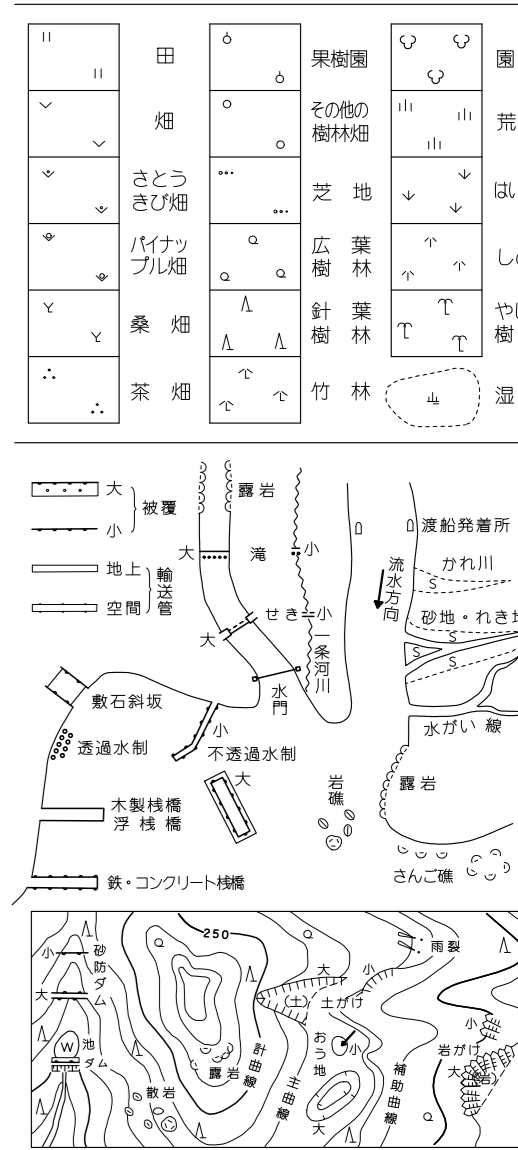 田
畑
さとう
きび畑
パイナッ
プル畑
桑畑
茶畑
果樹園
その他の
樹林畑
芝地
広葉
樹林
針葉
樹林
竹林
園
荒
はい
しの
やし
樹
湿
大
小
被覆
地上
空間
輸送管
露岩
大
滝
小
せき
小
大
一条河川
水門
渡船発着所
かれ川
流水方向
S
砂地・れき地
S
S
水がい線
敷石斜坂
透過水制
小
不透過水制
大
木製桟橋
浮桟橋
鉄・コンクリート桟橋
岩礁
露岩
さんご礁
小
砂防ダム
大
W
池
ダム
250
散岩
露岩
計曲線
主曲線
大
小
(土)
土がけ
おう地
小
大
補助曲線
雨裂
小
岩がけ
大
(岩)